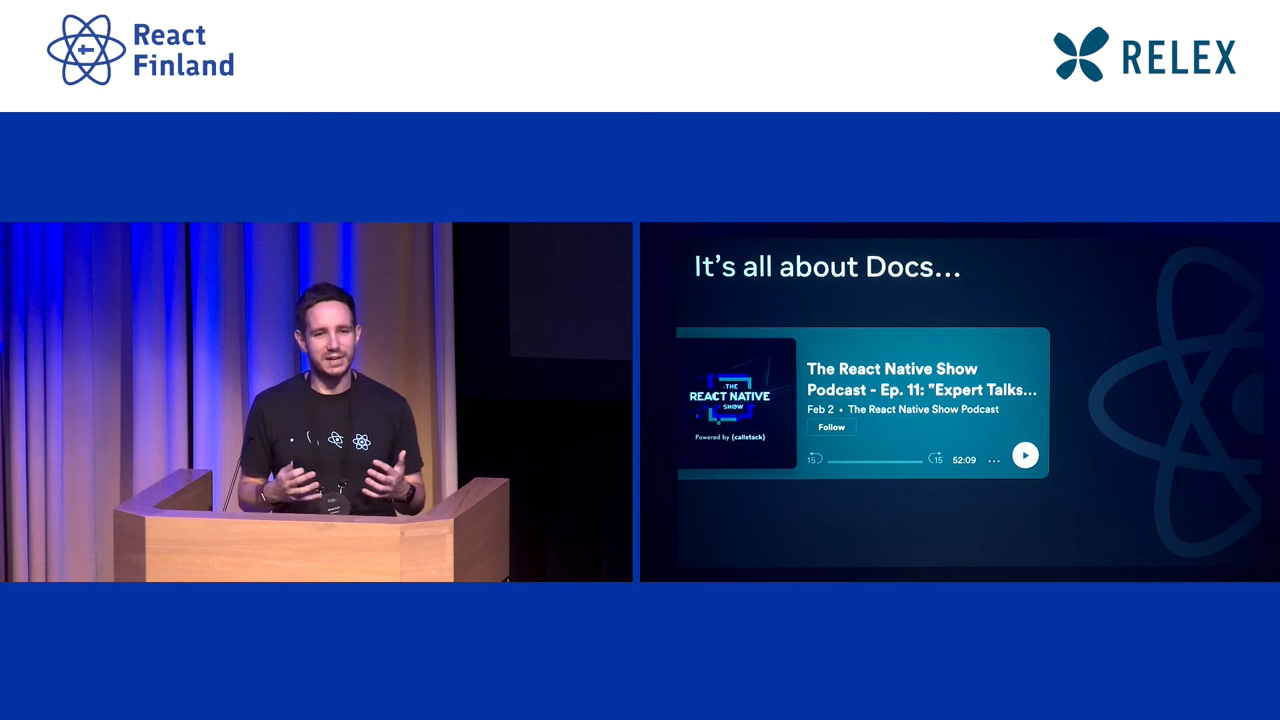 React
Finland
RELEX
It's all about Docs...
THE
REACT NATIVE
SHOW
Powered by {callstack}
The React Native Show
Podcast - Ep. 11: "Expert Talks...
Feb 2 • The React Native Show Podcast
Follow
15
15
52:09
...